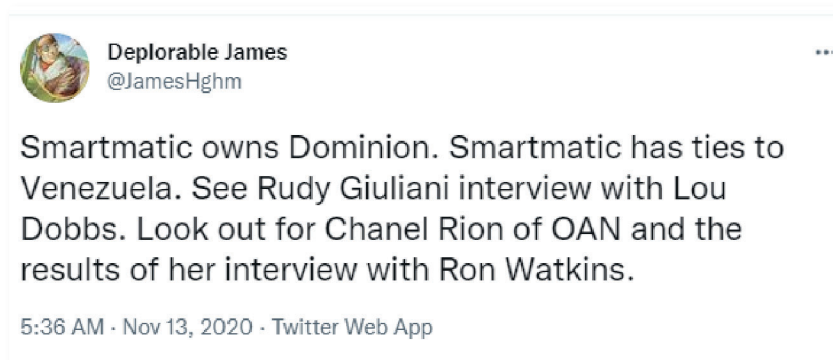 Deplorable James
@JamesHghm
Smartmatic owns Dominion. Smartmatic has ties to
Venezuela. See Rudy Giuliani interview with Lou
Dobbs. Look out for Chanel Rion of OAN and the
results of her interview with Ron Watkins.
5:36 AM · Nov 13, 2020 · Twitter Web App